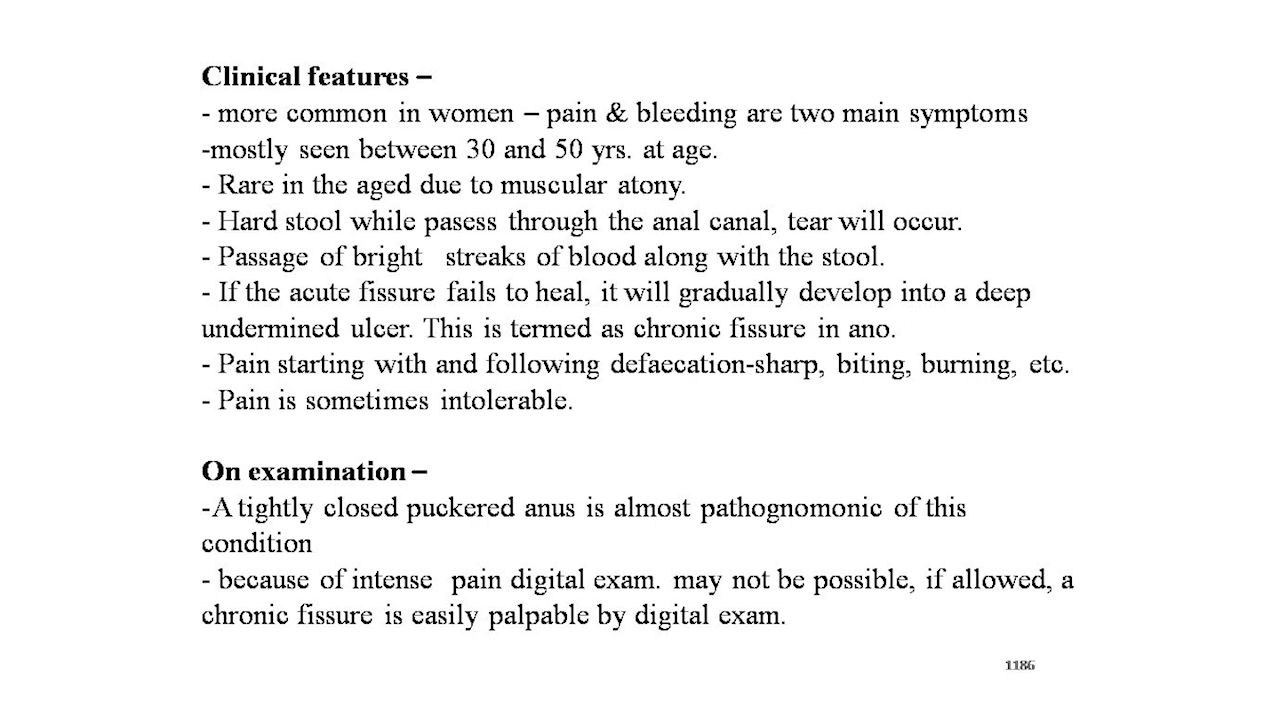 Clinical features –
- more common in women – pain & bleeding are two main symptoms
-mostly seen between 30 and 50 yrs. at age.
- Rare in the aged due to muscular atony.
- Hard stool while pasess through the anal canal, tear will occur.
- Passage of bright streaks of blood along with the stool.
- If the acute fissure fails to heal, it will gradually develop into a deep
undermined ulcer. This is termed as chronic fissure in ano.
- Pain starting with and following defaecation-sharp, biting, burning, etc.
- Pain is sometimes intolerable.
On examination –
-A tightly closed puckered anus is almost pathognomonic of this
condition
- because of intense pain digital exam. may not be possible, if allowed, a
chronic fissure is easily palpable by digital exam.
1186